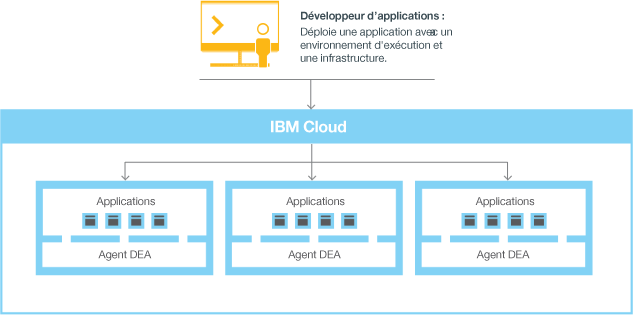 Développeur d'applications :
Déploie une application avec un
environnement d'exécution et
une infrastructure.
IBM Cloud
Applications
Applications
Applications
Agent DEA
Agent DEA
Agent DEA